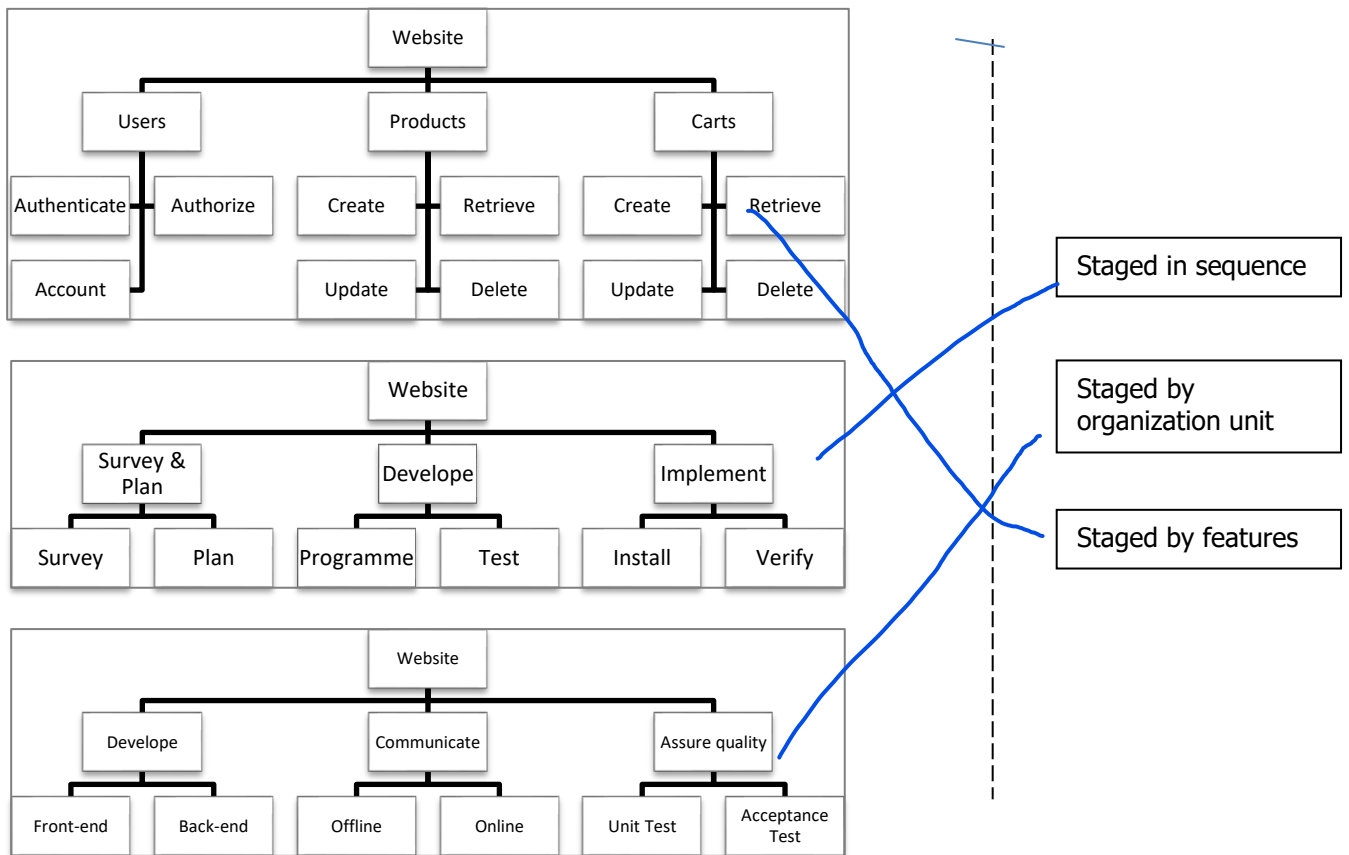 Website
Users
Products
Carts
Authenticate
Authorize
Create
Retrieve
Create
Retrieve
Account
Update
Delete
Update
Delete
Website
Survey &
Plan
Develope
Implement
Survey
Plan
Programme
Test
Install
Verify
Website
Develope
Communicate
Assure quality
Front-end
Back-end
Offline
Online
Unit Test
Acceptance
Test
Staged in sequence
Staged by
organization unit
Staged by features